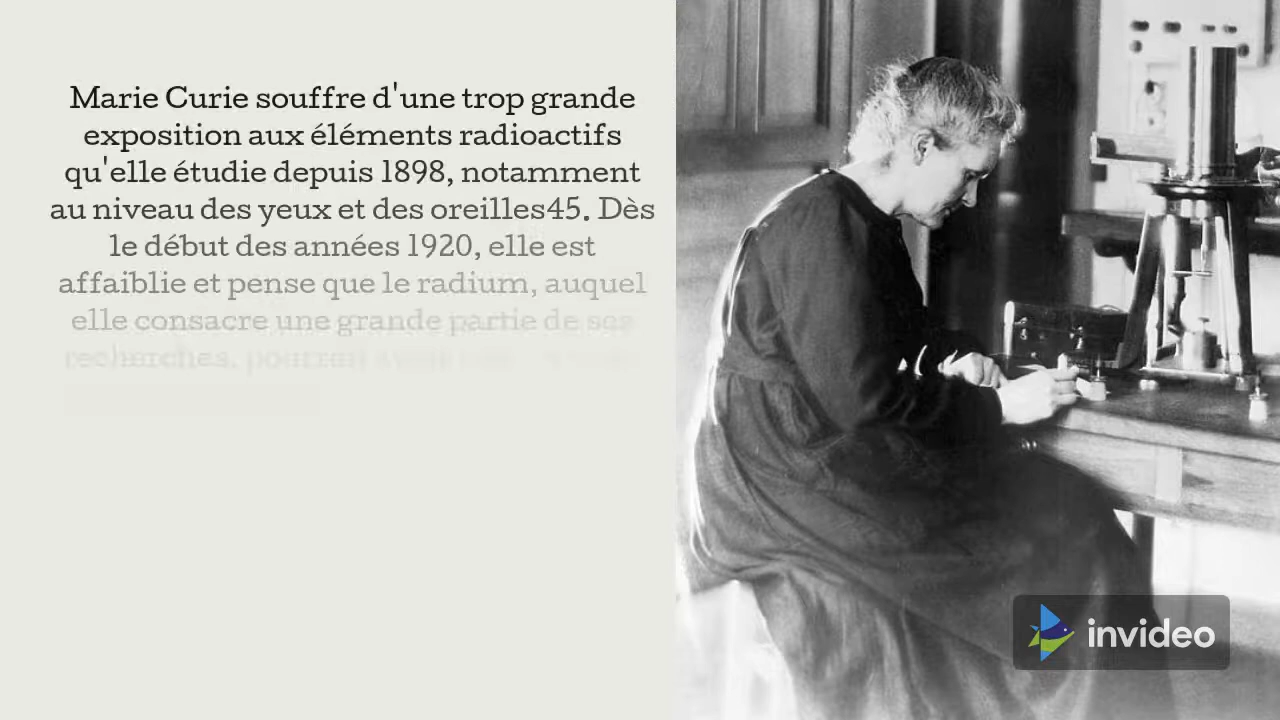 Marie Curie souffre d'une trop grande
exposition aux éléments radioactifs
qu'elle étudie depuis 1898, notamment
au niveau des yeux et des oreilles45. Dès
le début des années 1920, elle est
affaiblie et pense que le radium, auquel
elle consacre une grande partie de ses
recherches, pourrait
invideo